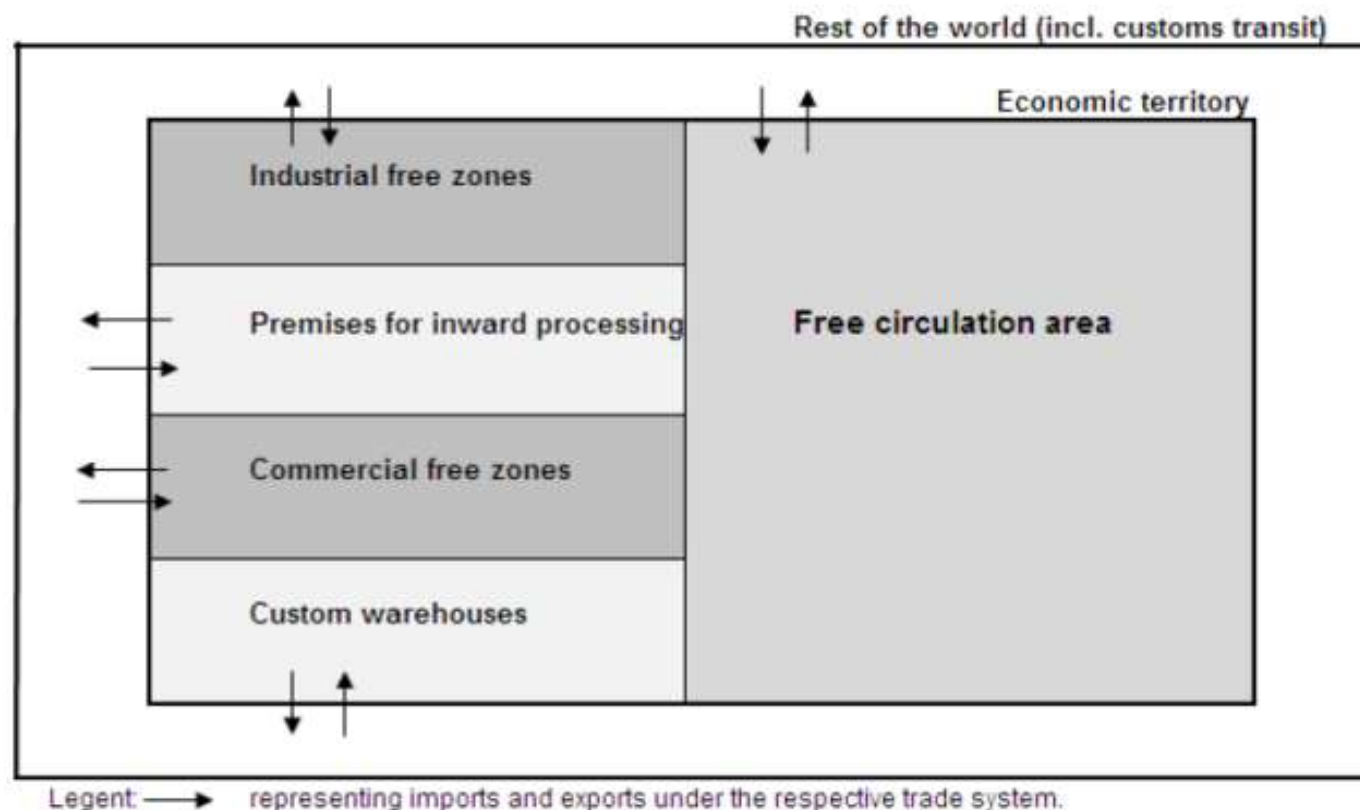 Rest of the world (incl. customs transit)
Economic territory
Industrial free zones
Premises for inward processing
Free circulation area
Commercial free zones
Custom warehouses
Legent: representing imports and exports under the respective trade system.